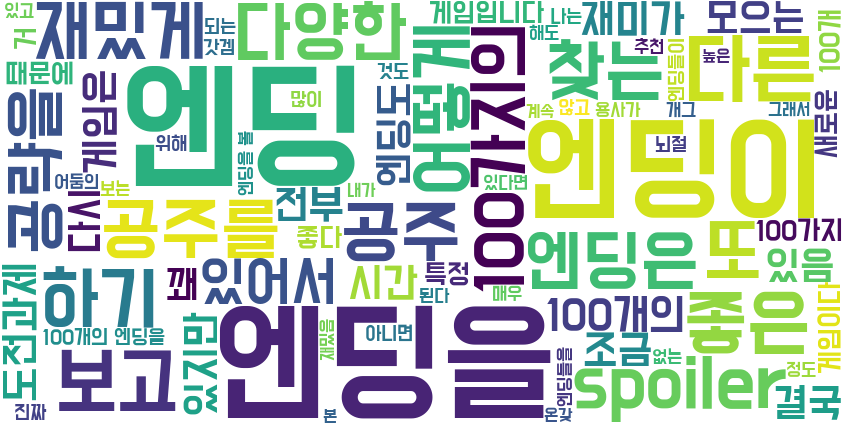 있고
거
재밌게
되는
갓겜
다양한
게임입니다
나는
해도
재미가
모으는
100개
때문에
게임은
엔딩
많이
것도
엔딩도
어떻게
100가지의
찾는
추천
엔딩들이
높은
다른
공략을
위해
엔딩을 볼
계속
않고
용사가
개그
그래서
새로운
뇌절
엔딩이
어둠의
보는
다시
공주를
전부
내가
좋다
공주
있다면
엔딩은
또
100가지
있음
도전과제
하기
꽤
있어서
시간
특정
된다
매우
100개의
좋은
게임이다
100개의 엔딩을
있지만
보고
엔딩을
재밌음
아니면
조금
없는
엔딩들을
spoiler
정도
결국
진짜
본
온갖